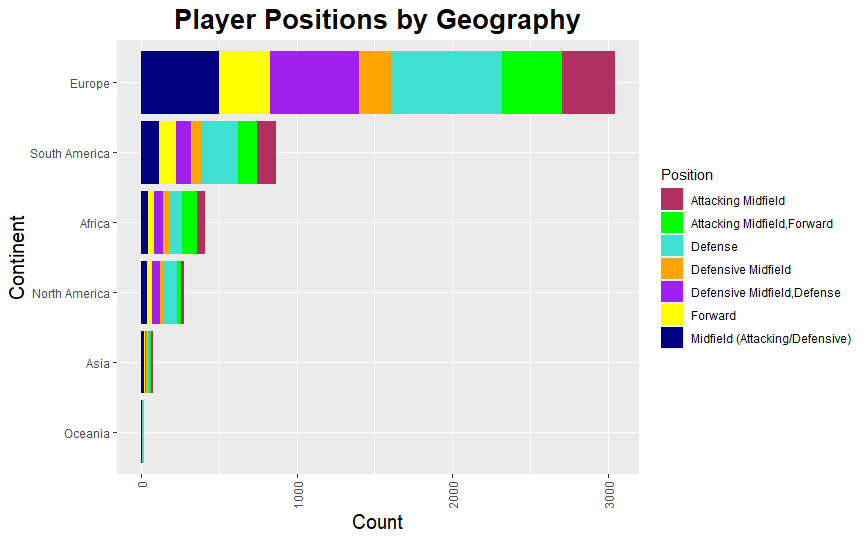 Player Positions by Geography
Continent
Europe
South America
Africa
North America
Asia
Oceania
0
1000
2000
3000
Count
Position
Attacking Midfield
Attacking Midfield,Forward
Defense
Defensive Midfield
Defensive Midfield,Defense
Forward
Midfield (Attacking/Defensive)